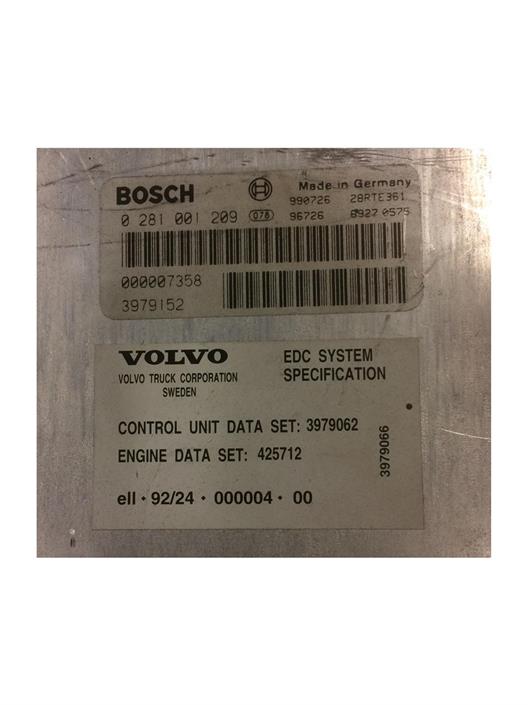 BOSCH
Made in Germany
990726 28RTE361
0 281 001 209 078 96726 6927 0575
000007358
3979152
VOLVO
VOLVO TRUCK CORPORATION
SWEDEN
EDC SYSTEM
SPECIFICATION
CONTROL UNIT DATA SET: 3979062
ENGINE DATA SET: 425712
3979066
ell · 92/24 · 000004 · 00